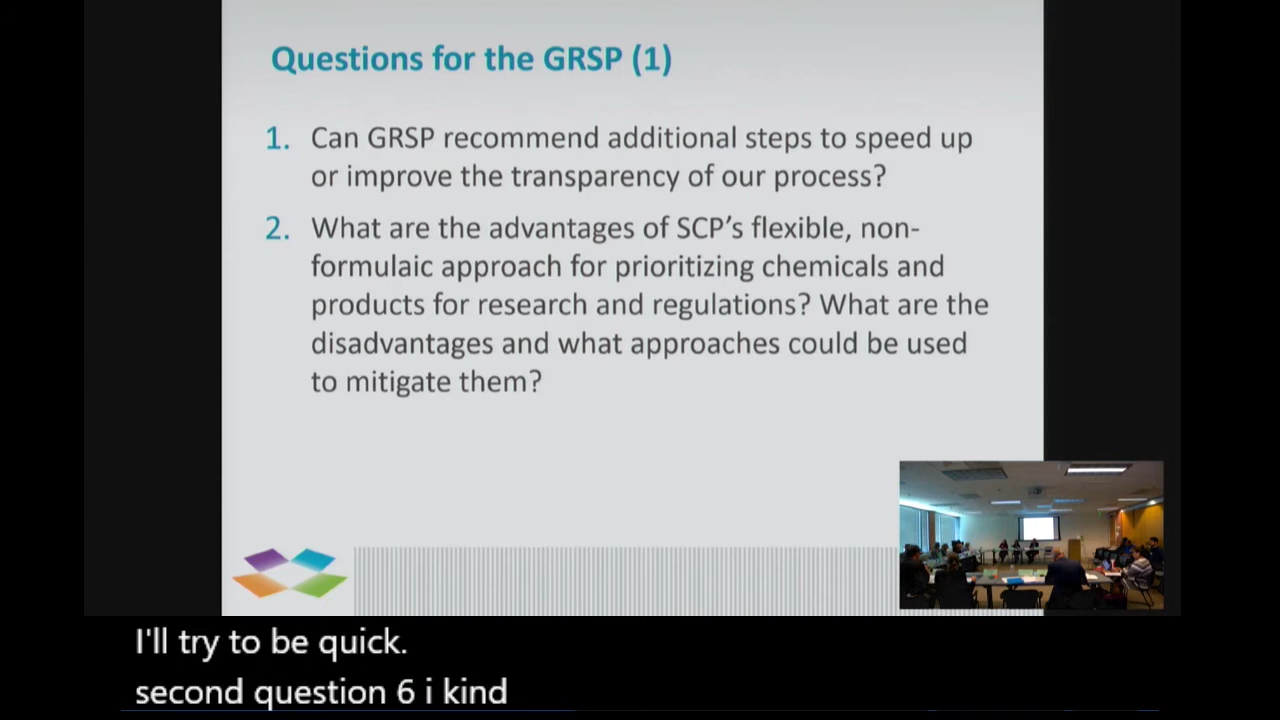 Questions for the GRSP (1)
1. Can GRSP recommend additional steps to speed up
or improve the transparency of our process?
2. What are the advantages of SCP's flexible, non-
formulaic approach for prioritizing chemicals and
products for research and regulations? What are the
disadvantages and what approaches could be used
to mitigate them?
I'll try to be quick.
second question 6 i kind